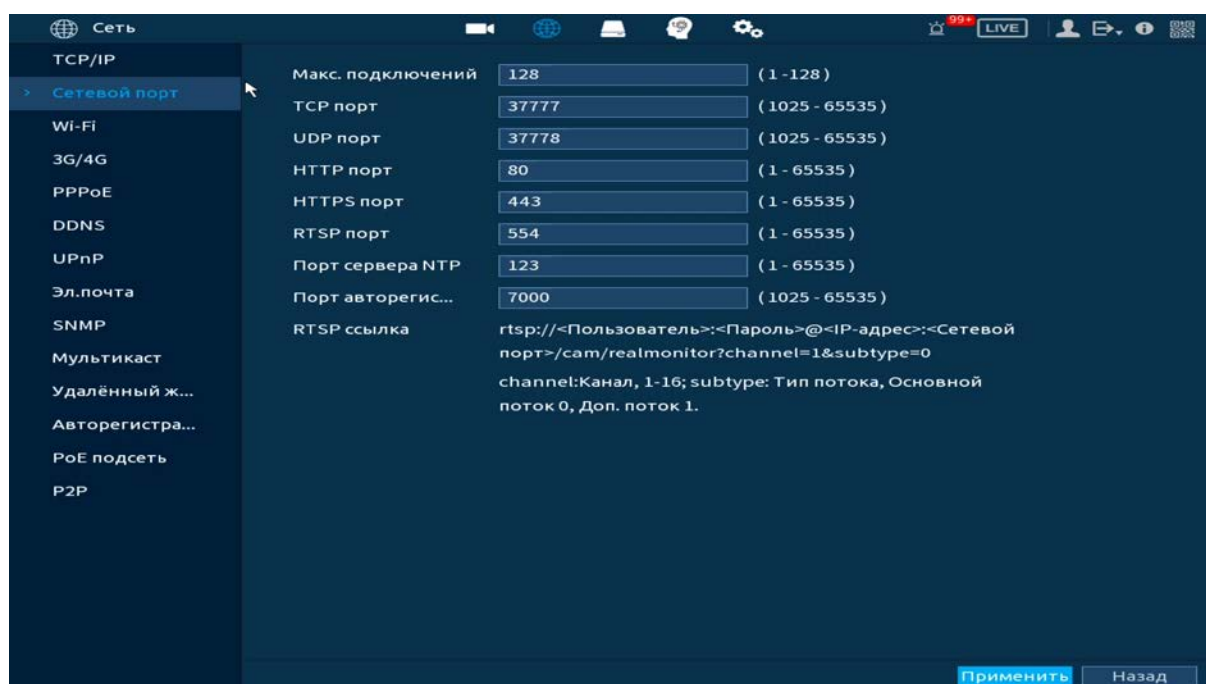 Сеть
99+
LIVE
TCP/IP
Сетевой порт
Wi-Fi
3G/4G
PPPoE
DDNS
UPnP
Эл.почта
SNMP
Мультикаст
Удалённый ж...
Авторегистра...
PoE подсеть
P2P
Макс. подключений 128 (1-128)
TCP порт 37777 (1025 - 65535)
UDP порт 37778 (1025 - 65535)
HTTP порт 80 (1 - 65535)
HTTPS порт 443 (1 - 65535)
RTSP порт 554 (1 - 65535)
Порт сервера NTP 123 (1 - 65535)
Порт авторегис... 7000 (1025 - 65535)
RTSP ссылка rtsp://<Пользователь>:<Пароль>@<IP-адрес>:<Сетевой
порт>/cam/realmonitor?channel=1&subtype=0
channel:Канал, 1-16; subtype: Тип потока, Основной
поток 0, Доп. поток 1.
Применить Назад